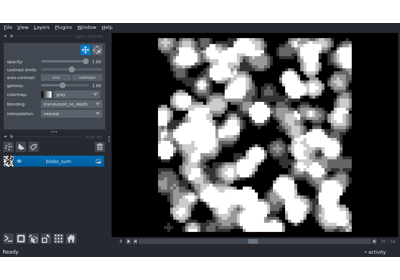 File View Layers Plugins Window Help
opacity: 1.00
contrast limits:
auto-contrast: once continuous
gamma: 1.00
colormap: gray
blending: translucent_no_depth
interpolation: nearest
blobs_sum
Ready
activity